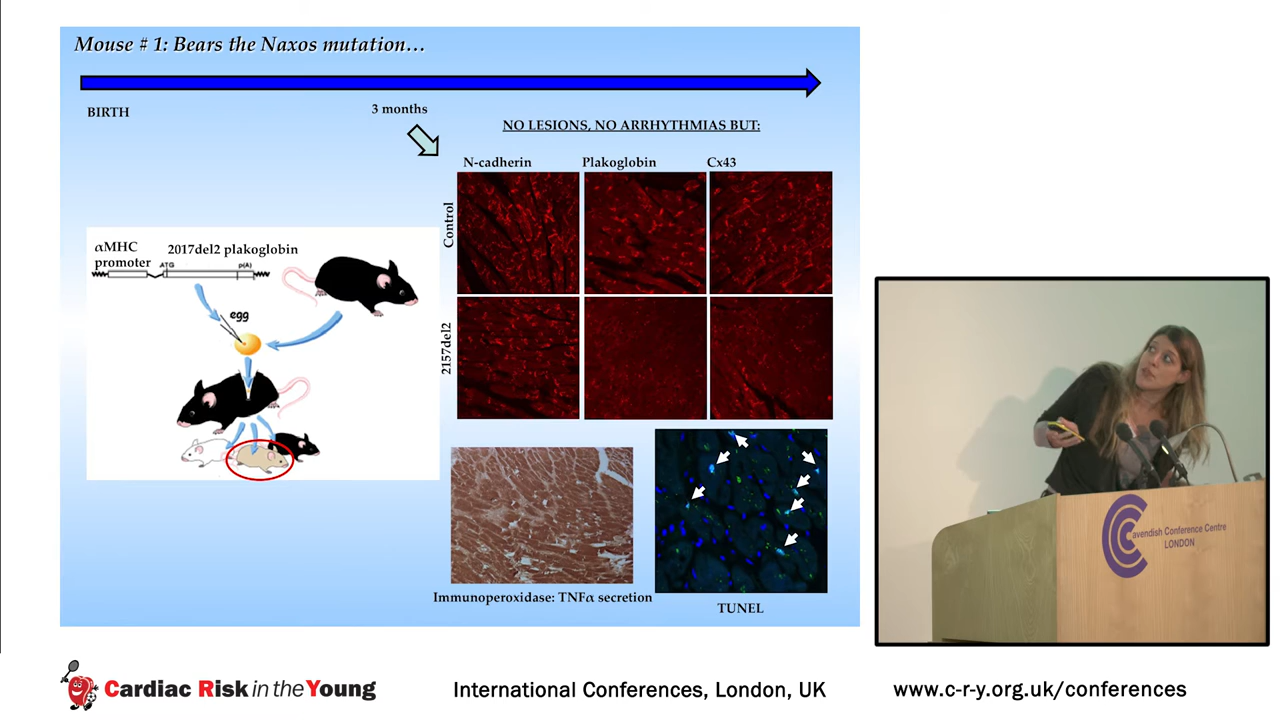 Mouse # 1: Bears the Naxos mutation…
BIRTH
3 months
NO LESIONS, NO ARRHYTHMIAS BUT:
N-cadherin
Plakoglobin
Cx43
Control
2157del2
αMHC
promoter
2017del2 plakoglobin
ATG
p(A)
egg
Immunoperoxidase: TNFα secretion
TUNEL
Cavendish Conference Centre
LONDON
Cardiac Risk in the Young
International Conferences, London, UK
www.c-r-y.org.uk/conferences